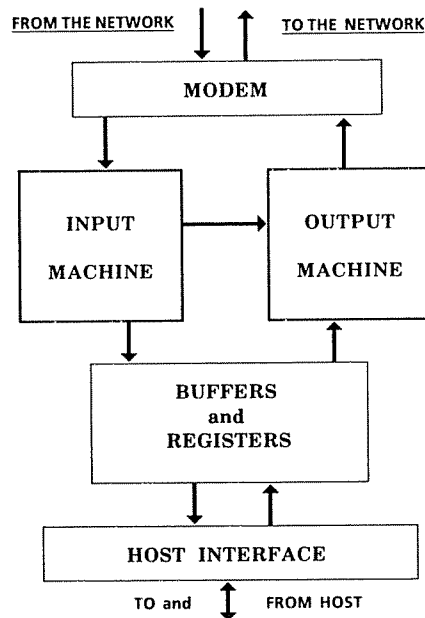 FROM THE NETWORK
TO THE NETWORK
MODEM
INPUT
MACHINE
OUTPUT
MACHINE
BUFFERS
and
REGISTERS
HOST INTERFACE
TO and
FROM HOST